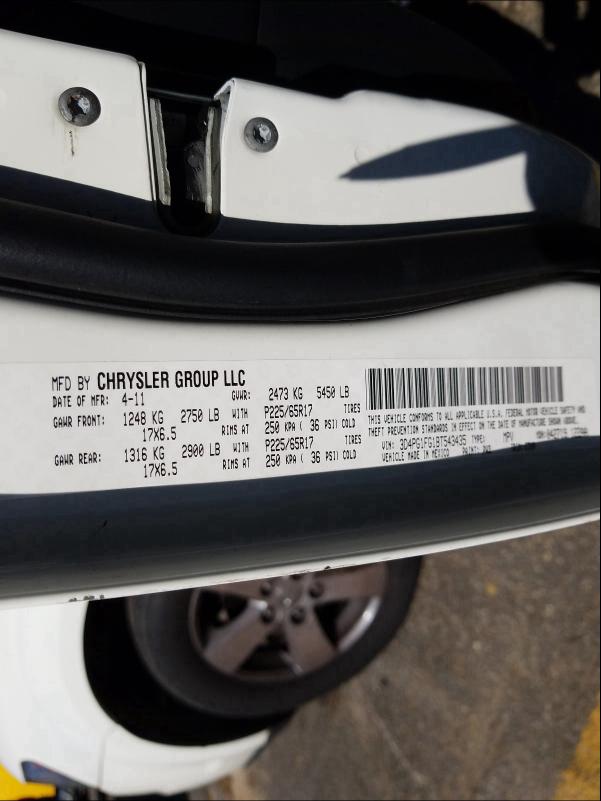 MFD BY CHRYSLER GROUP LLC
DATE OF MFR: 4-11 GVWR: 2473 KG 5450 LB
GAWR FRONT: 1248 KG 2750 LB WITH P225/65R17 TIRES
17X6.5 RIMS AT 250 KPA ( 36 PSI) COLD
GAWR REAR: 1316 KG 2900 LB WITH P225/65R17 TIRES
17X6.5 RIMS AT 250 KPA ( 36 PSI) COLD
THIS VEHICLE CONFORMS TO ALL APPLICABLE U.S.A. FEDERAL MOTOR VEHICLE SAFETY AND
THEFT PREVENTION STANDARDS IN EFFECT ON THE DATE OF MANUFACTURE SHOWN ABOVE.
VIN: 3D4PG1FG1BT543435 TYPE: MPV MDH:
VEHICLE MADE IN MEXICO PAINT: